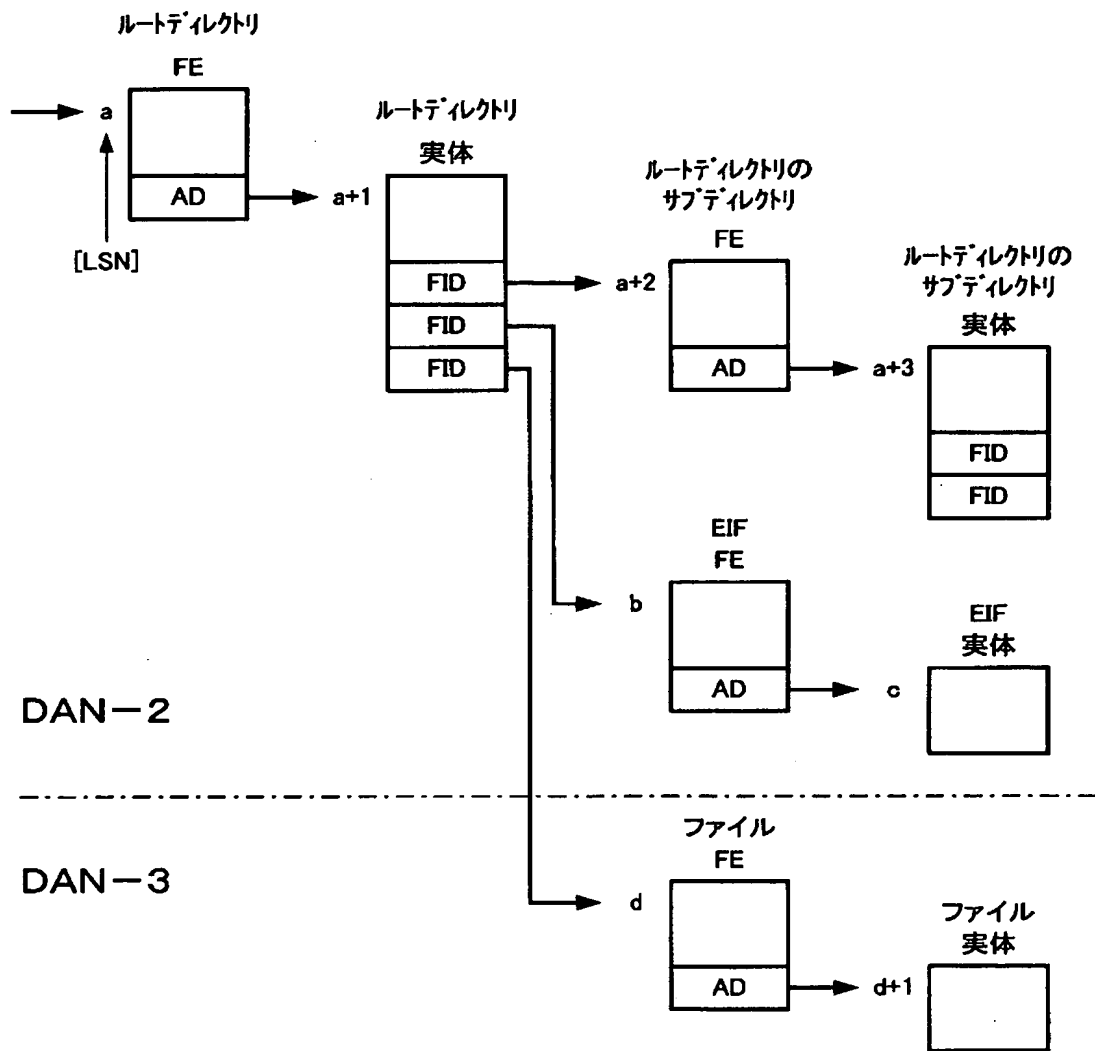 ルートディレクトリ
FE
a
AD
[LSN]
a+1
ルートディレクトリ
実体
FID
FID
FID
ルートディレクトリの
サブディレクトリ
FE
a+2
AD
ルートディレクトリの
サブディレクトリ
実体
a+3
FID
FID
EIF
FE
b
AD
EIF
実体
c
DAN-2
DAN-3
ファイル
FE
d
AD
ファイル
実体
d+1